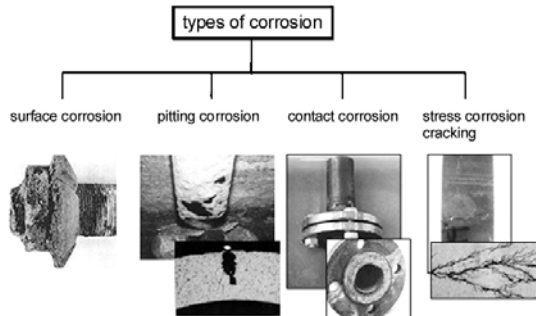 types of corrosion
surface corrosion
pitting corrosion
contact corrosion
stress corrosion
cracking